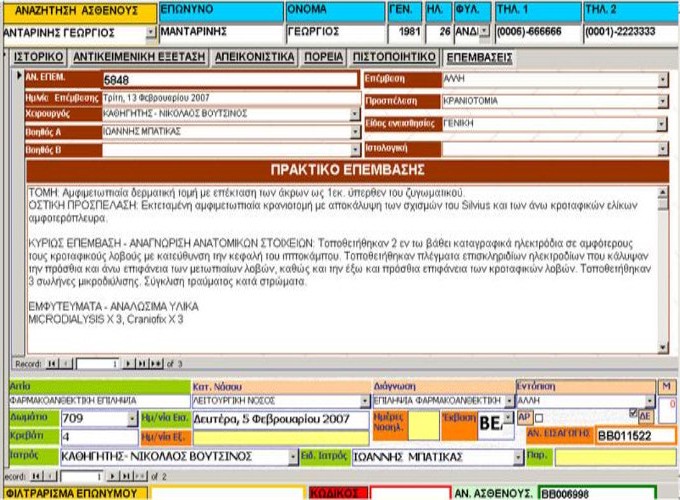 ΑΝΑΖΗΤΗΣΗ ΑΣΘΕΝΟΥΣ ΕΠΩΝΥΜΟ ΟΝΟΜΑ ΓΕΝ. ΗΛ. ΦΥΛ. ΤΗΛ. 1 ΤΗΛ. 2
ΑΝΤΑΡΙΝΗΣ ΓΕΩΡΓΙΟΣ ΜΑΝΤΑΡΙΝΗΣ ΓΕΩΡΓΙΟΣ 1981 26 ΑΝΔ (0006)-666666 (0001)-2223333
ΙΣΤΟΡΙΚΟ ΑΝΤΙΚΕΙΜΕΝΙΚΗ ΕΞΕΤΑΣΗ ΑΠΕΙΚΟΝΙΣΤΙΚΑ ΠΟΡΕΙΑ ΠΙΣΤΟΠΟΙΗΤΙΚΟ ΕΠΕΜΒΑΣΕΙΣ
ΑΝ. ΕΠΕΜ. 5848 Επέμβαση ΑΛΛΗ
Ημ/νία Επέμβασης Τρίτη, 13 Φεβρουαρίου 2007 Προσπέλαση ΚΡΑΝΙΟΤΟΜΙΑ
Χειρουργός ΚΑΘΗΓΗΤΗΣ- ΝΙΚΟΛΑΟΣ ΒΟΥΤΣΙΝΟΣ Είδος αναισθησίας ΓΕΝΙΚΗ
Βοηθός Α ΙΩΑΝΝΗΣ ΜΠΑΤΙΚΑΣ
Βοηθός Β Ιστολογική
ΠΡΑΚΤΙΚΟ ΕΠΕΜΒΑΣΗΣ
ΤΟΜΗ: Αμφιμετωπιαία δερματική τομή με επέκταση των άκρων ως 1εκ. ύπερθεν του ζυγωματικού.
ΟΣΤΙΚΗ ΠΡΟΣΠΕΛΑΣΗ: Εκτεταμένη αμφιμετωπιαία κρανιοτομή με αποκάλυψη των σχισμών του Silvius και των άνω κροταφικών ελίκων
αμφοτερόπλευρα.
ΚΥΡΙΩΣ ΕΠΕΜΒΑΣΗ - ΑΝΑΓΝΩΡΙΣΗ ΑΝΑΤΟΜΙΚΩΝ ΣΤΟΙΧΕΙΩΝ: Τοποθετήθηκαν 2 εν τω βάθει καταγραφικά ηλεκτρόδια σε αμφότερους
τους κροταφικούς λοβούς με κατεύθυνση την κεφαλή του ιπποκάμπου. Τοποθετήθηκαν πλέγματα επισκληριδίων ηλεκτροδίων που κάλυψαν
την πρόσθια και άνω επιφάνεια των μετωπιαίων λοβών, καθώς και την έξω και πρόσθια επιφάνεια των κροταφικών λοβών. Τοποθετήθηκαν
3 σωλήνες μικροδιύλισης. Σύγκλιση τραύματος κατά στρώματα.
ΕΜΦΥΤΕΥΜΑΤΑ - ΑΝΑΛΩΣΙΜΑ ΥΛΙΚΑ
MICRODIALYSIS X 3, Craniofix X 3
Record: 1 of 3
Αιτία Κατ. Νόσου Διάγνωση Εντόπιση Μ
ΦΑΡΜΑΚΟΑΝΘΕΚΤΙΚΗ ΕΠΙΛΗΨΙΑ ΛΕΙΤΟΥΡΓΙΚΗ ΝΟΣΟΣ ΕΠΙΛΗΨΙΑ ΦΑΡΜΑΚΟΑΝΘΕΚΤΙΚΗ ΑΛΛΗ 0
Δωμάτιο 709 Ημ/νία Εισ. Δευτέρα, 5 Φεβρουαρίου 2007 Ημέρες Νοσηλ. Έκβαση ΒΕΛ ΑΡ ΔΕ
Κρεβάτι 4 Ημ/νία Εξ. ΑΝ. ΕΙΣΑΓΩΓΗΣ BB011522
Ιατρός ΚΑΘΗΓΗΤΗΣ- ΝΙΚΟΛΑΟΣ ΒΟΥΤΣΙΝΟΣ Ειδ. Ιατρός ΙΩΑΝΝΗΣ ΜΠΑΤΙΚΑΣ Παρ.
ecord: 1 of 2
ΦΙΛΤΡΑΡΙΣΜΑ ΕΠΩΝΥΜΟΥ ΚΩΔΙΚΟΣ ΑΝ. ΑΣΘΕΝΟΥΣ. BB006998